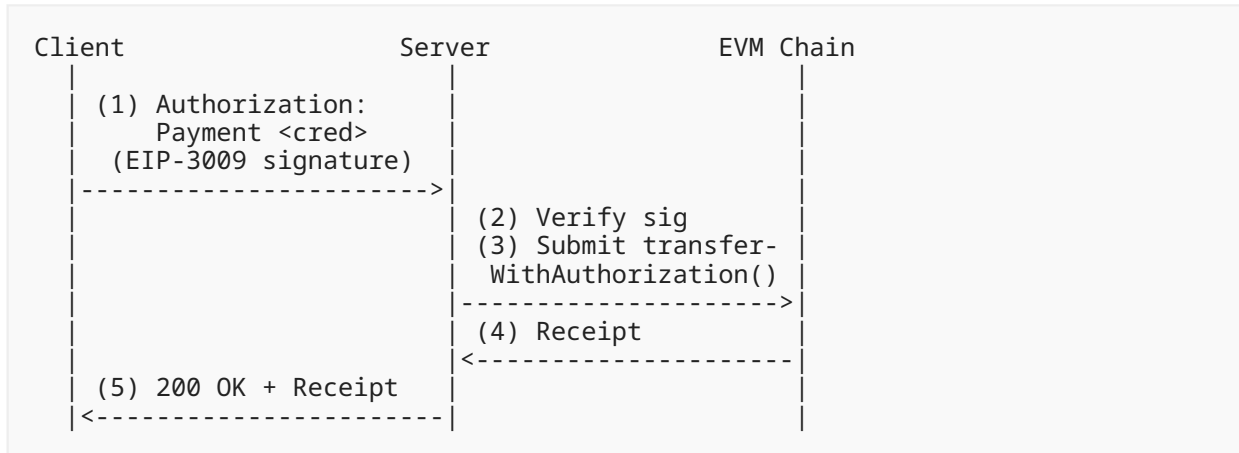 Client Server EVM Chain
(1) Authorization:
Payment <cred>
(EIP-3009 signature)
(2) Verify sig
(3) Submit transfer-
WithAuthorization()
(4) Receipt
(5) 200 OK + Receipt